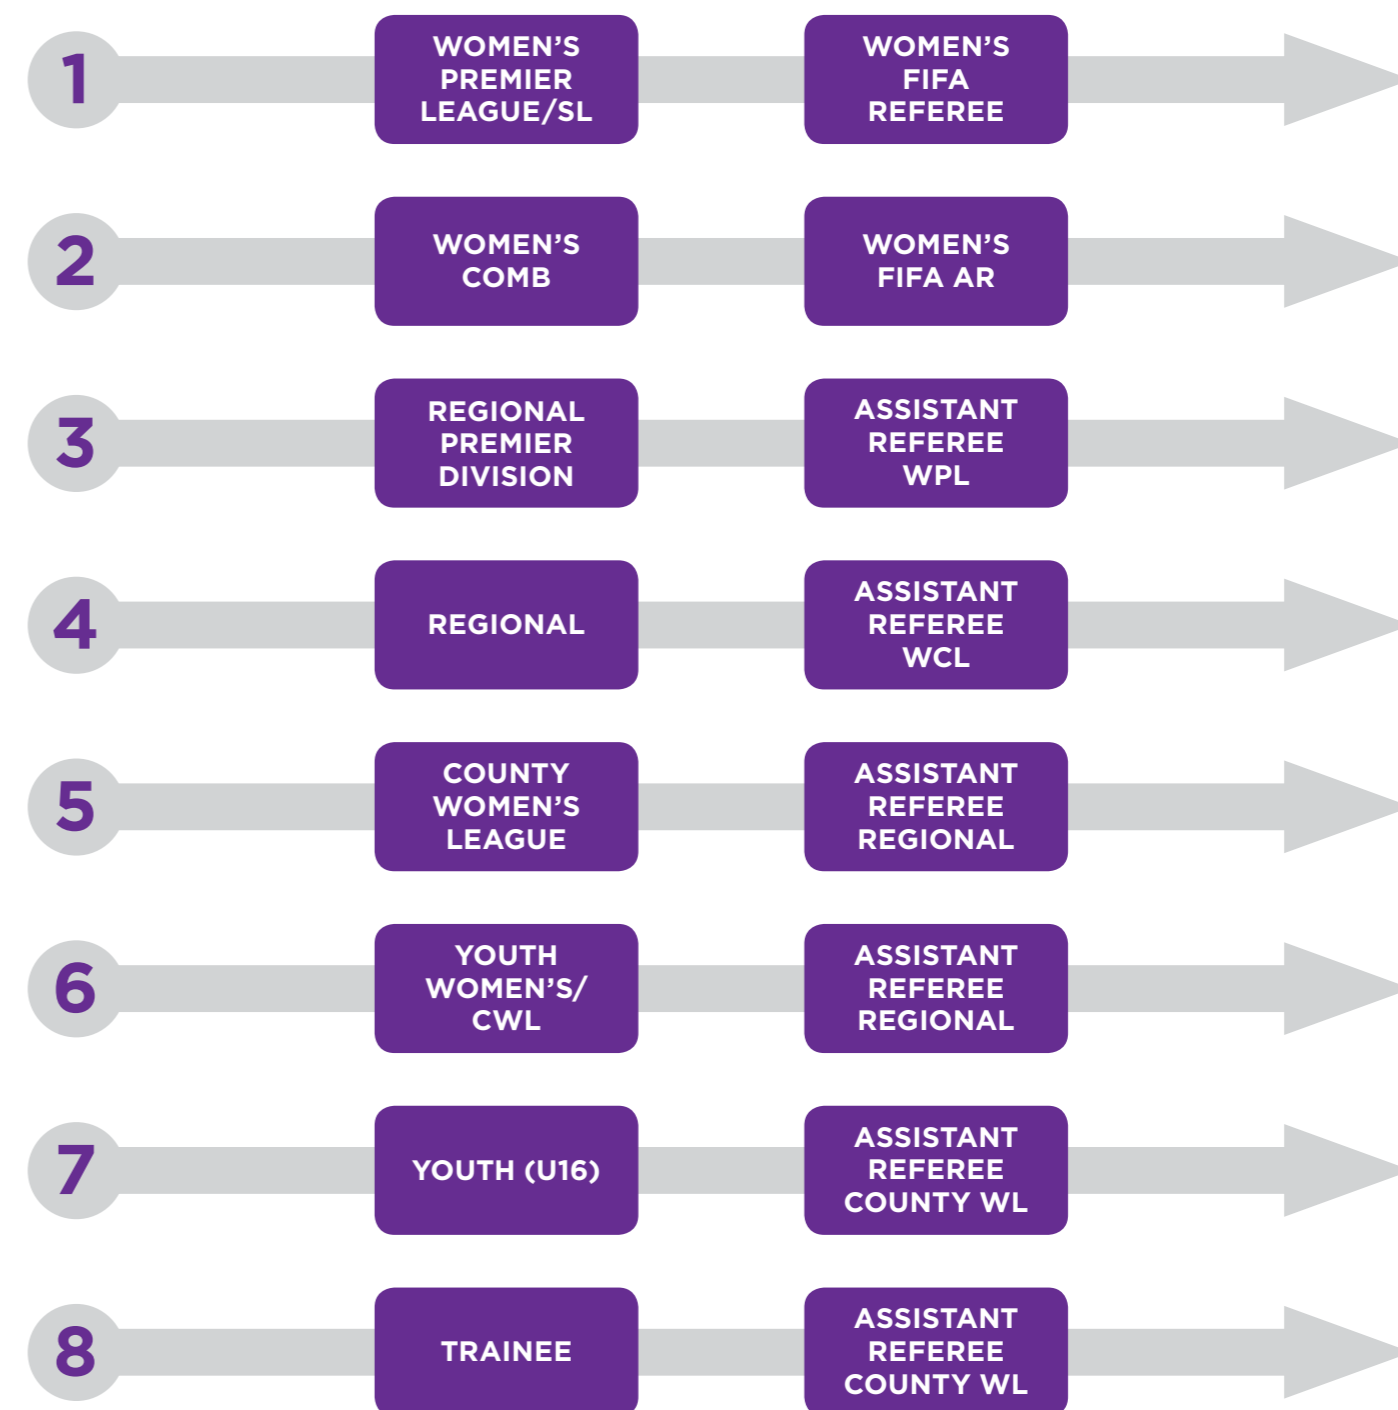 1
WOMEN’S
PREMIER
LEAGUE/SL
WOMEN’S
FIFA
REFEREE
2
WOMEN’S
COMB
WOMEN’S
FIFA AR
3
REGIONAL
PREMIER
DIVISION
ASSISTANT
REFEREE
WPL
4
REGIONAL
ASSISTANT
REFEREE
WCL
5
COUNTY
WOMEN’S
LEAGUE
ASSISTANT
REFEREE
REGIONAL
6
YOUTH
WOMEN’S/
CWL
ASSISTANT
REFEREE
REGIONAL
7
YOUTH (U16)
ASSISTANT
REFEREE
COUNTY WL
8
TRAINEE
ASSISTANT
REFEREE
COUNTY WL